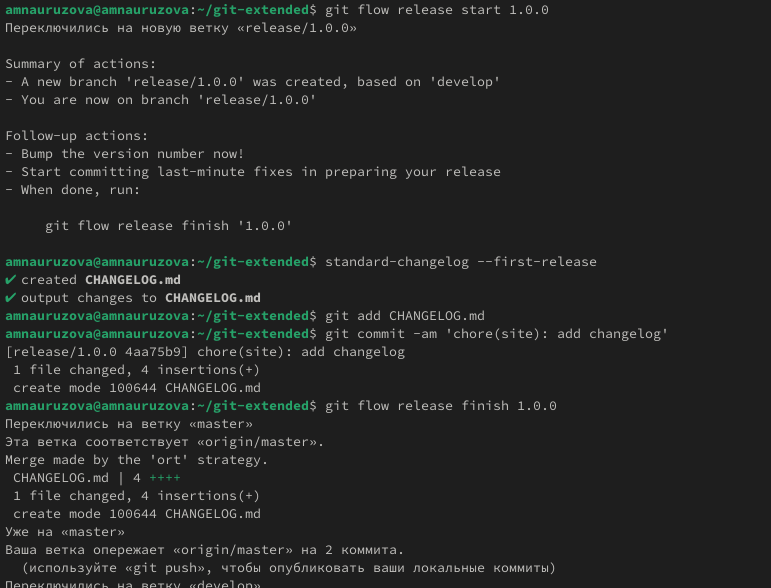 amnauruzova@amnauruzova:~/git-extended$ git flow release start 1.0.0
Переключились на новую ветку «release/1.0.0»
Summary of actions:
- A new branch 'release/1.0.0' was created, based on 'develop'
- You are now on branch 'release/1.0.0'
Follow-up actions:
- Bump the version number now!
- Start committing last-minute fixes in preparing your release
- When done, run:
git flow release finish '1.0.0'
amnauruzova@amnauruzova:~/git-extended$ standard-changelog --first-release
✔ created CHANGELOG.md
✔ output changes to CHANGELOG.md
amnauruzova@amnauruzova:~/git-extended$ git add CHANGELOG.md
amnauruzova@amnauruzova:~/git-extended$ git commit -am 'chore(site): add changelog'
[release/1.0.0 4aa75b9] chore(site): add changelog
1 file changed, 4 insertions(+)
create mode 100644 CHANGELOG.md
amnauruzova@amnauruzova:~/git-extended$ git flow release finish 1.0.0
Переключились на ветку «master»
Эта ветка соответствует «origin/master».
Merge made by the 'ort' strategy.
CHANGELOG.md | 4 ++++
1 file changed, 4 insertions(+)
create mode 100644 CHANGELOG.md
Уже на «master»
Ваша ветка опережает «origin/master» на 2 коммита.
(используйте «git push», чтобы опубликовать ваши локальные коммиты)
Переключились на ветку «develop»